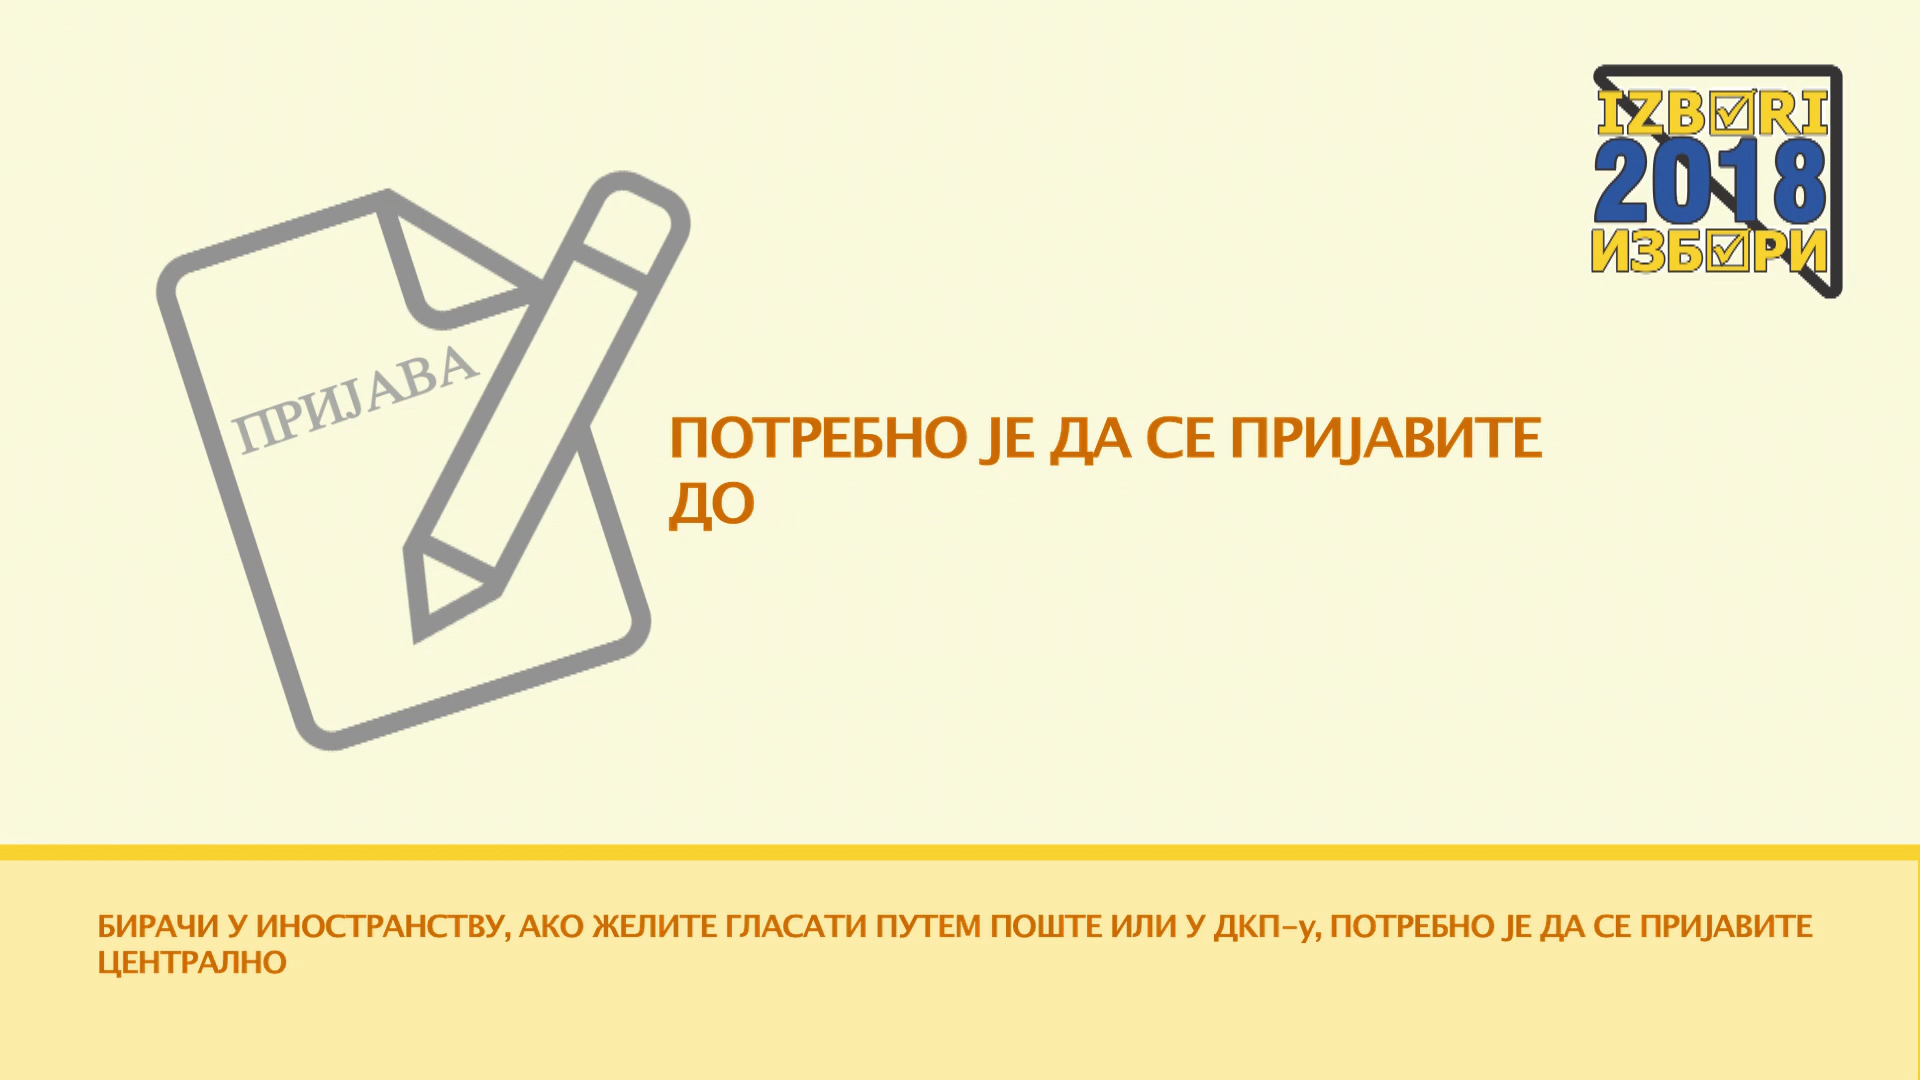 IZBORI
2018
ИЗБОРИ
ПРИЈАВА
ПОТРЕБНО ЈЕ ДА СЕ ПРИЈАВИТЕ
ДО
БИРАЧИ У ИНОСТРАНСТВУ, АКО ЖЕЛИТЕ ГЛАСАТИ ПУТЕМ ПОШТЕ ИЛИ У ДКП-у, ПОТРЕБНО ЈЕ ДА СЕ ПРИЈАВИТЕ
ЦЕНТРАЛНО